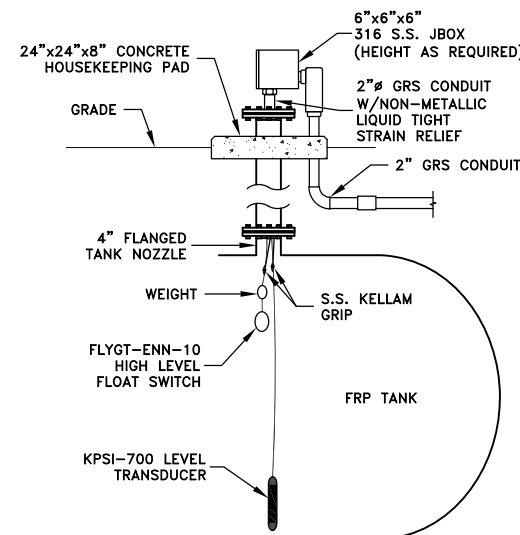 6”x6”x6”
316 S.S. JBOX
(HEIGHT AS REQUIRED)
24”x24”x8” CONCRETE
HOUSEKEEPING PAD
2”ø GRS CONDUIT
W/NON-METALLIC
LIQUID TIGHT
STRAIN RELIEF
GRADE
2” GRS CONDUIT
4” FLANGED
TANK NOZZLE
WEIGHT
S.S. KELLAM
GRIP
FLYGT-ENN-10
HIGH LEVEL
FLOAT SWITCH
FRP TANK
KPSI-700 LEVEL
TRANSDUCER